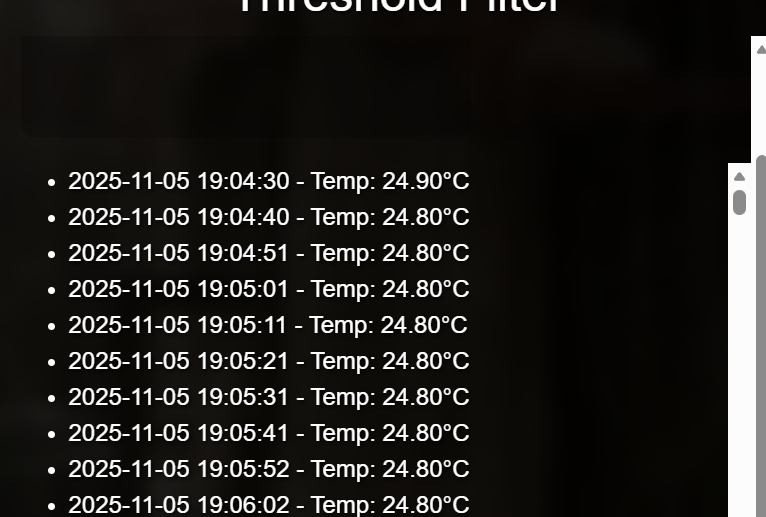 Threshold Filter
2025-11-05 19:04:30 - Temp: 24.90°C
2025-11-05 19:04:40 - Temp: 24.80°C
2025-11-05 19:04:51 - Temp: 24.80°C
2025-11-05 19:05:01 - Temp: 24.80°C
2025-11-05 19:05:11 - Temp: 24.80°C
2025-11-05 19:05:21 - Temp: 24.80°C
2025-11-05 19:05:31 - Temp: 24.80°C
2025-11-05 19:05:41 - Temp: 24.80°C
2025-11-05 19:05:52 - Temp: 24.80°C
2025-11-05 19:06:02 - Temp: 24.80°C